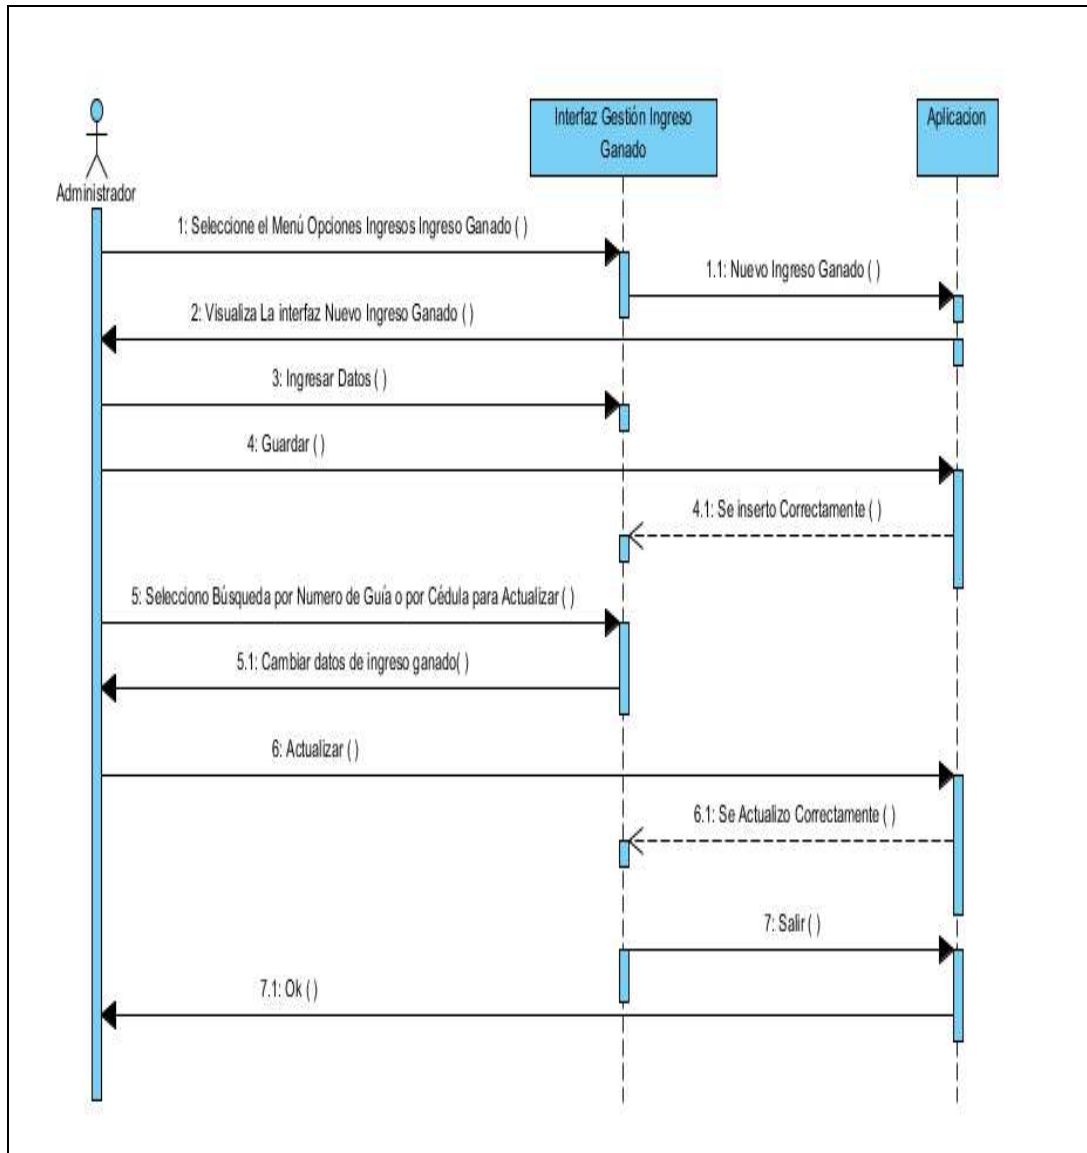 Interfaz Gestión Ingreso
Ganado
Aplicacion
Administrador
1: Seleccione el Menú Opciones Ingresos Ingreso Ganado ( )
1.1: Nuevo Ingreso Ganado ( )
2: Visualiza La interfaz Nuevo Ingreso Ganado ( )
3: Ingresar Datos ( )
4: Guardar ( )
4.1: Se inserto Correctamente ( )
5: Selecciono Búsqueda por Numero de Guía o por Cédula para Actualizar ( )
5.1: Cambiar datos de ingreso ganado( )
6: Actualizar ( )
6.1: Se Actualizo Correctamente ( )
7: Salir ( )
7.1: Ok ( )